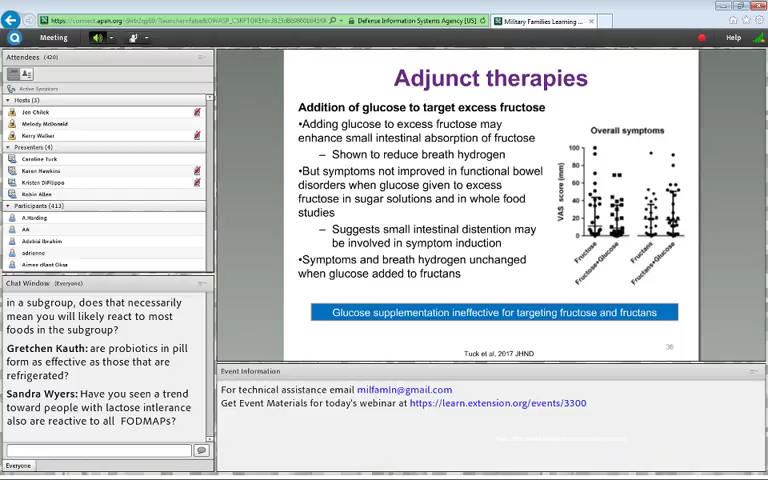 Defense Information Systems Agency [US]
Military Families Learning ...
Meeting
Help
Attendees (420)
Active Speakers
Hosts (3)
Jen Chilek
Melody McDonald
Kerry Walker
Presenters (4)
Caroline Tuck
Karen Hawkins
Kristen DiFilippo
Robin Allen
Participants (413)
A.Harding
AA
Adebisi Ibrahim
adrienne
Chat Window (Everyone)
in a subgroup, does that necessarily
mean you will likely react to most
foods in the subgroup?
Gretchen Kauth: are probiotics in pill
form as effective as those that are
refrigerated?
Sandra Wyers: Have you seen a trend
toward people with lactose intlerance
also are reactive to all FODMAPs?
Everyone
Adjunct therapies
Addition of glucose to target excess fructose
•Adding glucose to excess fructose may
enhance small intestinal absorption of fructose
– Shown to reduce breath hydrogen
•But symptoms not improved in functional bowel
disorders when glucose given to excess
fructose in sugar solutions and in whole food
studies
– Suggests small intestinal distention may
be involved in symptom induction
•Symptoms and breath hydrogen unchanged
when glucose added to fructans
Overall symptoms
VAS score (mm)
100
80
60
40
20
0
Fructose
Fructose+Glucose
Fructans
Fructans+Glucose
Glucose supplementation ineffective for targeting fructose and fructans
Tuck et al, 2017 JHND
36
Event Information
For technical assistance email milfamln@gmail.com
Get Event Materials for today's webinar at https://learn.extension.org/events/3300